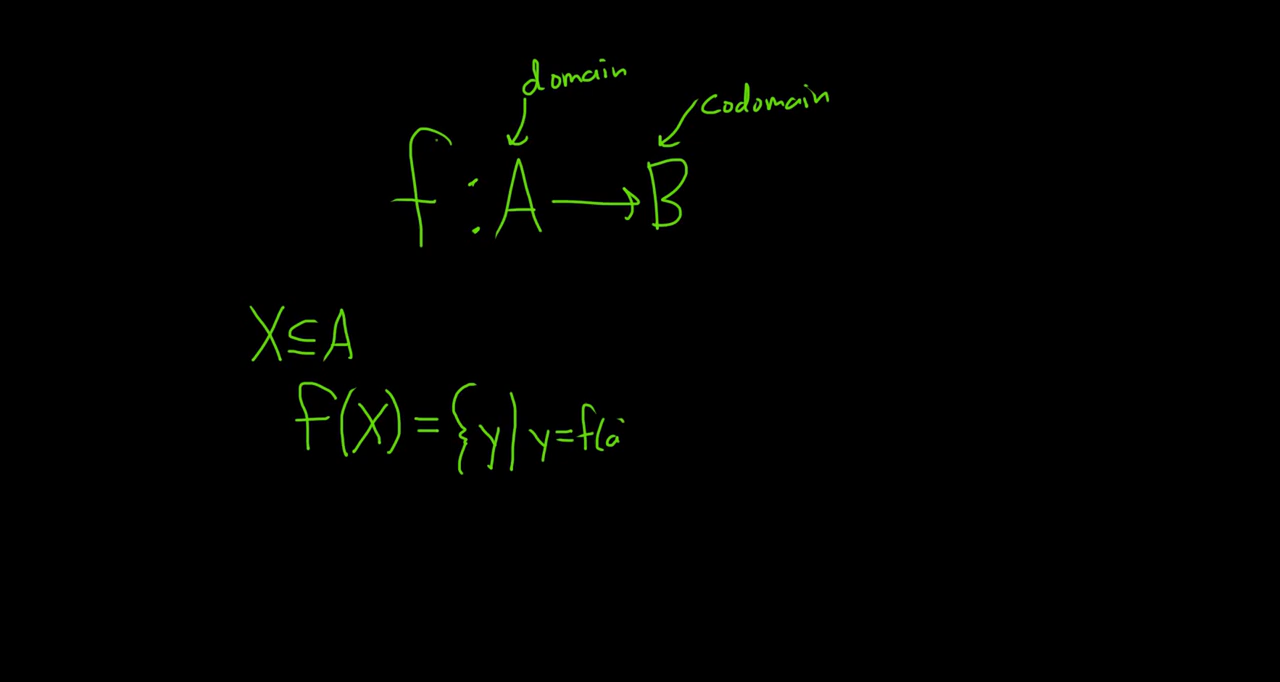 domain
codomain
f : A → B
X ⊆ A
f(X) = {y | y = f(a